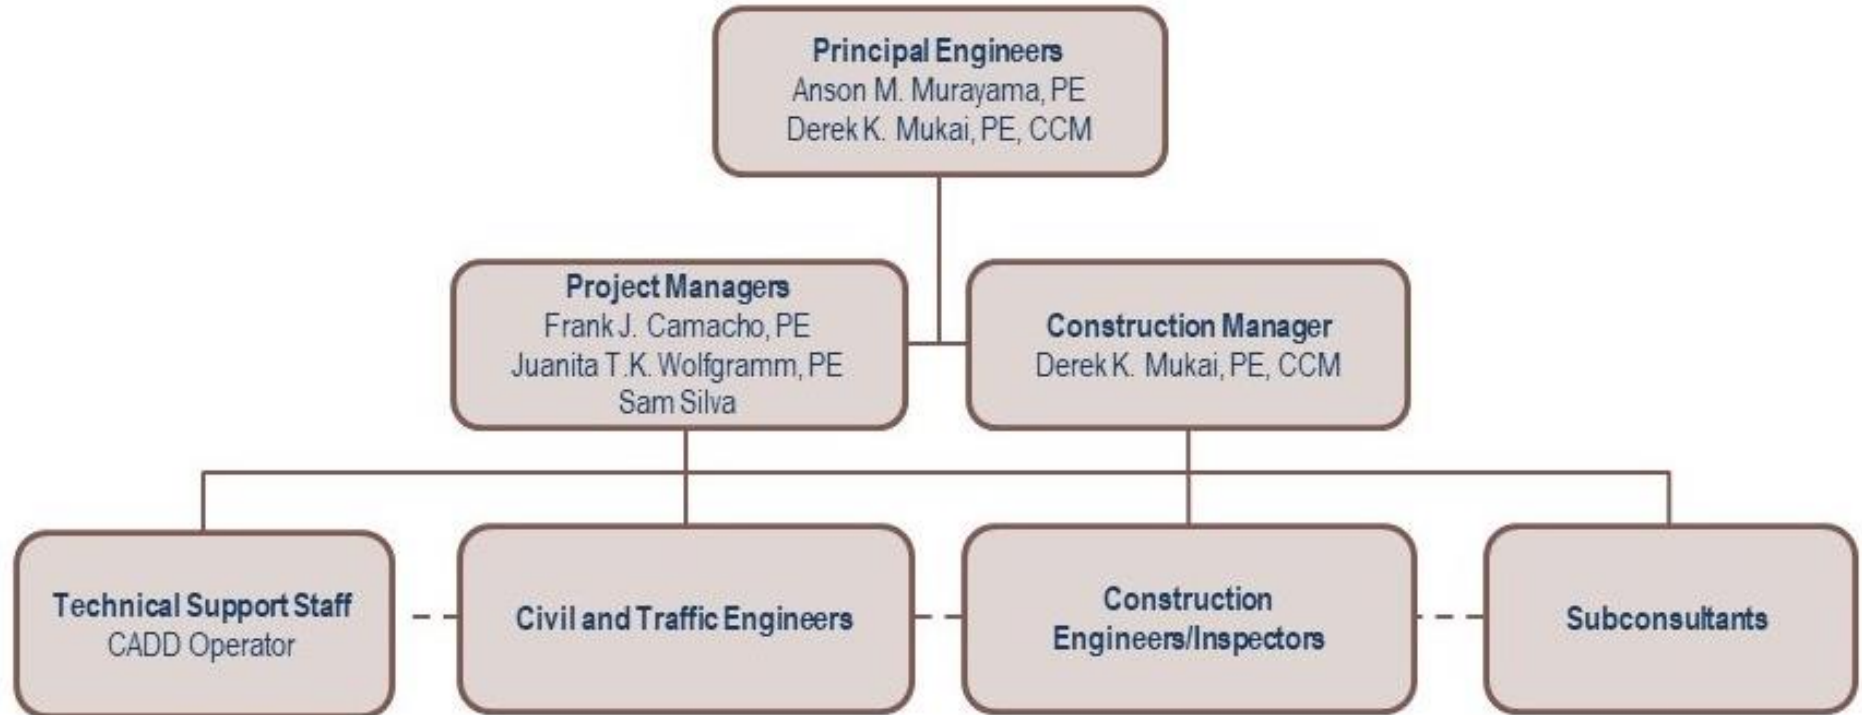 Principal Engineers
Anson M. Murayama, PE
Derek K. Mukai, PE, CCM
Project Managers
Frank J. Camacho, PE
Juanita T.K. Wolfgramm, PE
Sam Silva
Construction Manager
Derek K. Mukai, PE, CCM
Technical Support Staff
CADD Operator
Civil and Traffic Engineers
Construction
Engineers/Inspectors
Subconsultants